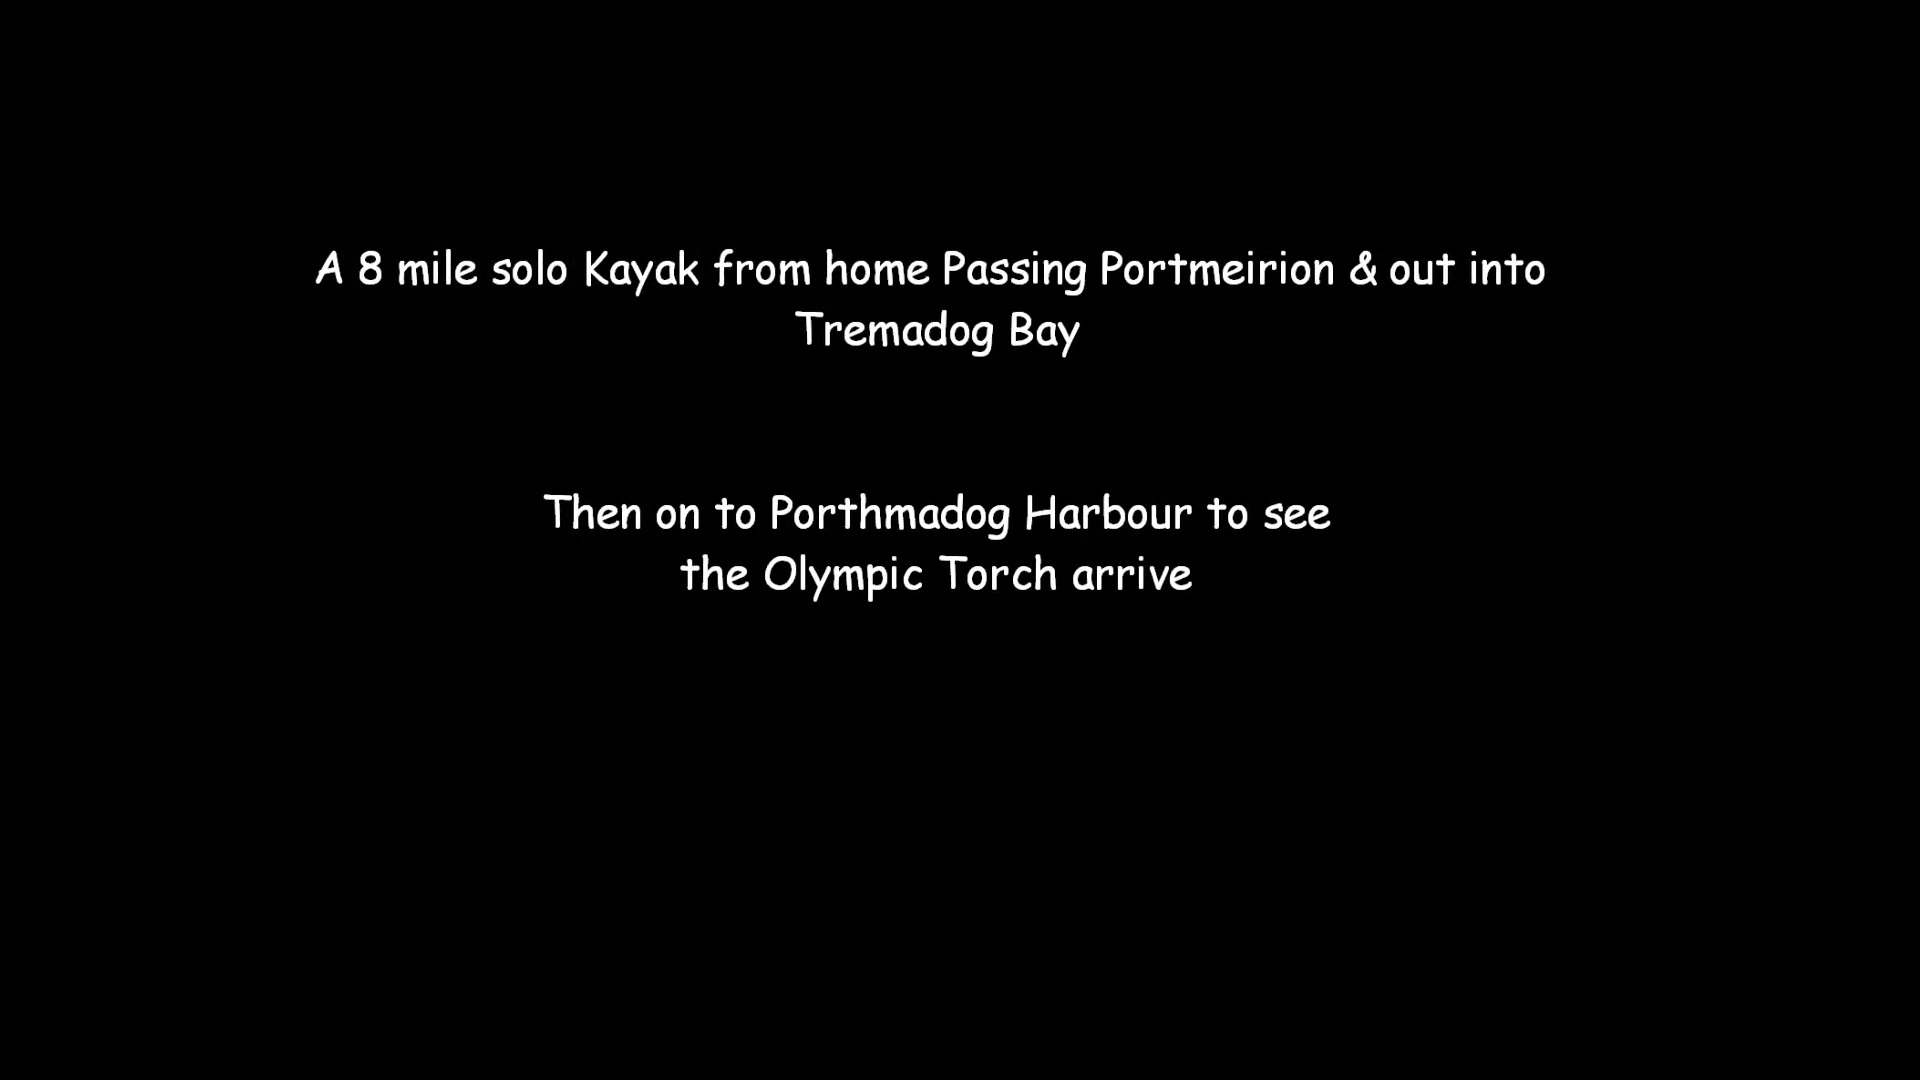 A 8 mile solo Kayak from home Passing Portmeirion & out into
Tremadog Bay
Then on to Porthmadog Harbour to see
the Olympic Torch arrive